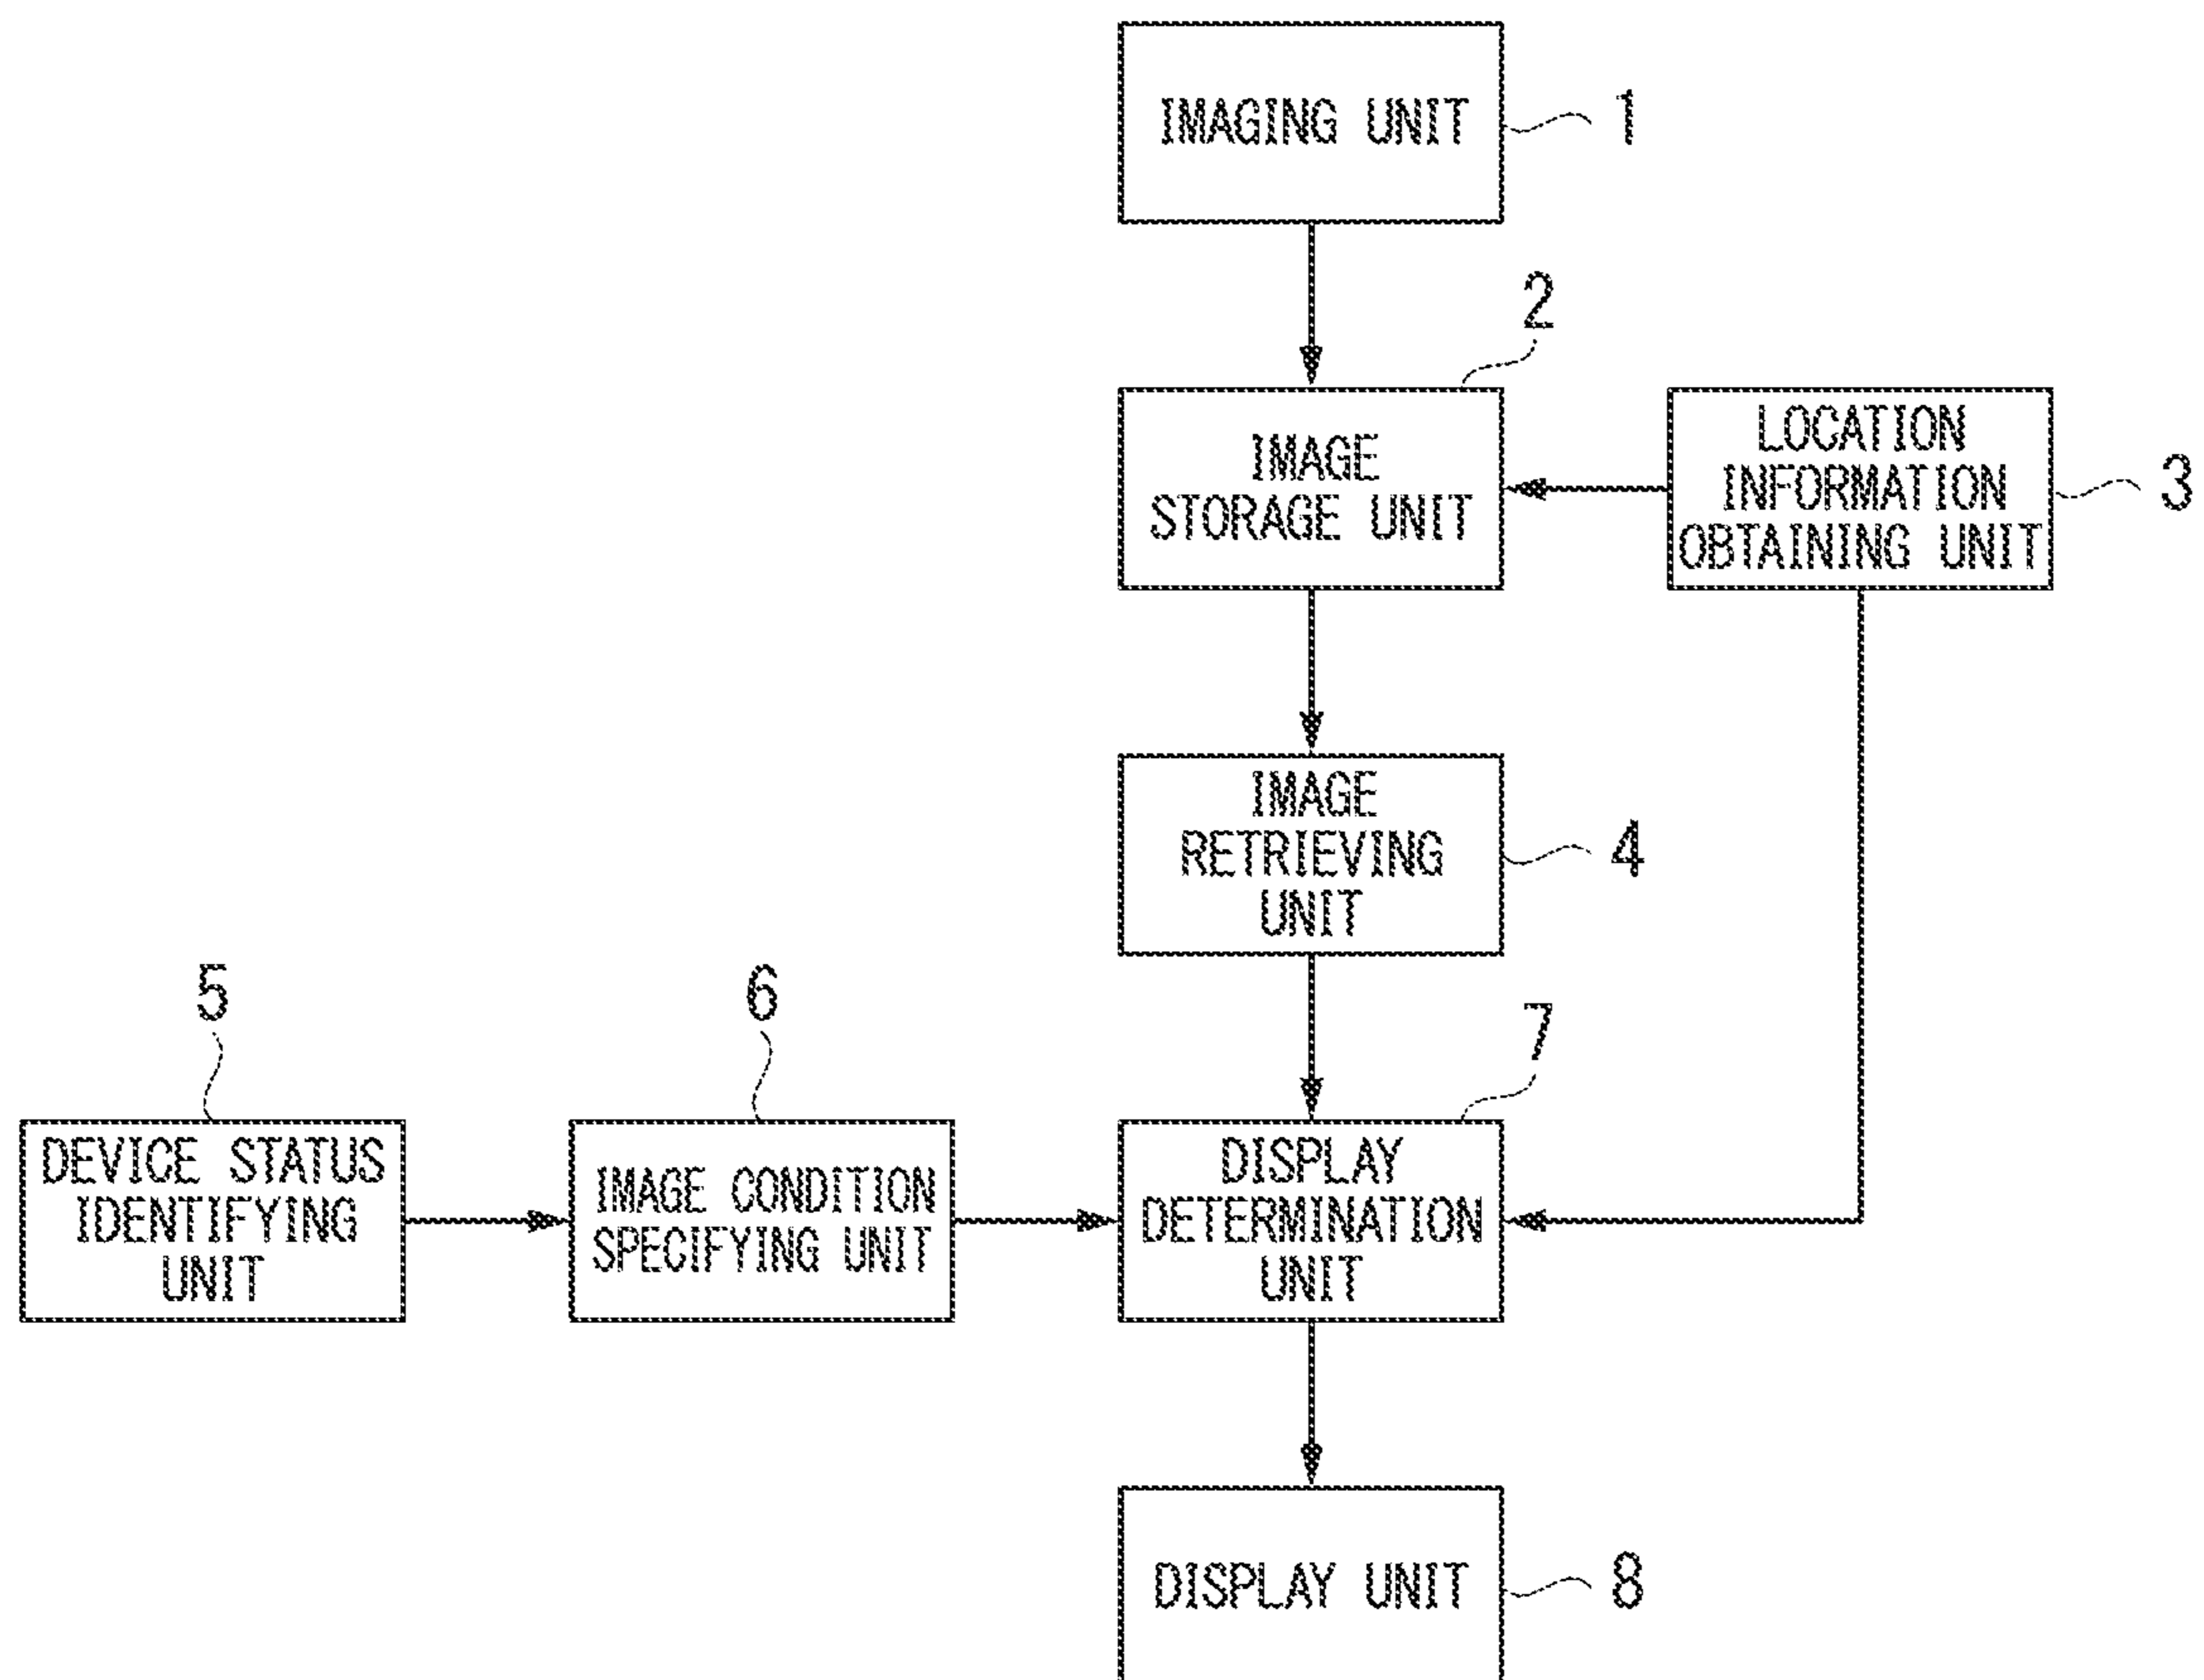 IMAGING UNIT
1
2
IMAGE
STORAGE UNIT
LOCATION
INFORMATION
OBTAINING UNIT
3
IMAGE
RETRIEVING
UNIT
4
5
6
7
DEVICE STATUS
IDENTIFYING
UNIT
IMAGE CONDITION
SPECIFYING UNIT
DISPLAY
DETERMINATION
UNIT
DISPLAY UNIT
8